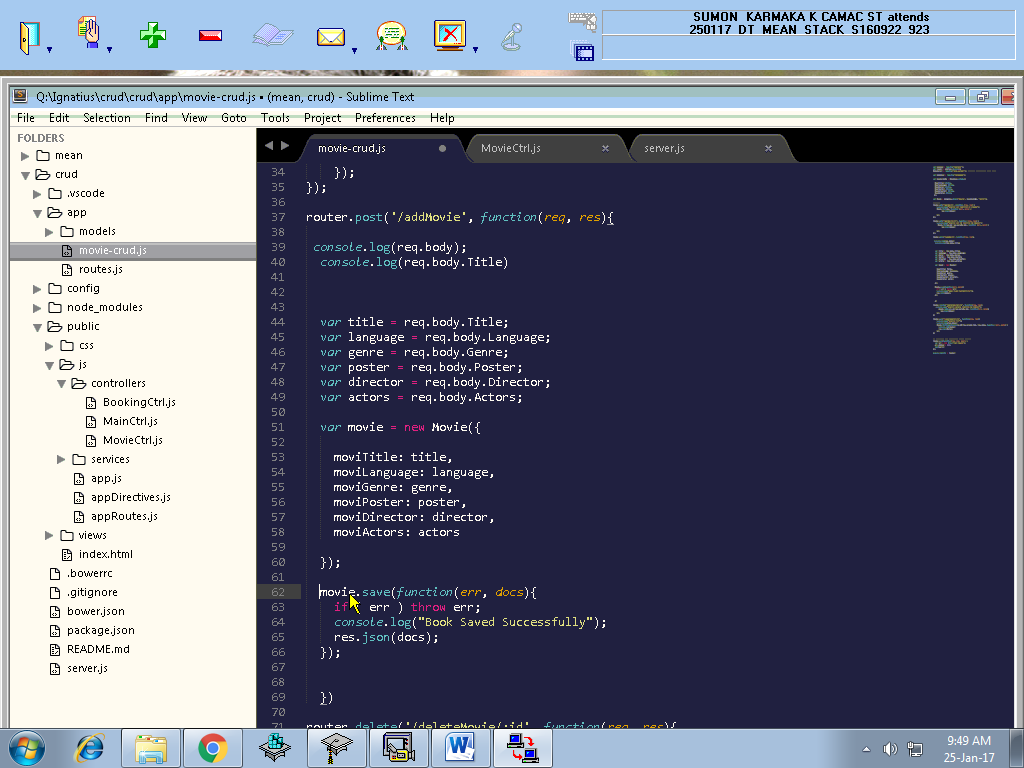 SUMON KARMAKA K CAMAC ST attends
250117 DT MEAN STACK S160922 923
Q:\Ignatius\crud\crud\app\movie-crud.js • (mean, crud) - Sublime Text
File Edit Selection Find View Goto Tools Project Preferences Help
FOLDERS
mean
crud
.vscode
app
models
movie-crud.js
routes.js
config
node_modules
public
css
js
controllers
BookingCtrl.js
MainCtrl.js
MovieCtrl.js
services
app.js
appDirectives.js
appRoutes.js
views
index.html
.bowerrc
.gitignore
bower.json
package.json
README.md
server.js
movie-crud.js MovieCtrl.js server.js
34 });
35 });
36
37 router.post('/addMovie', function(req, res){
38
39 console.log(req.body);
40 console.log(req.body.Title)
41
42
43
44 var title = req.body.Title;
45 var language = req.body.Language;
46 var genre = req.body.Genre;
47 var poster = req.body.Poster;
48 var director = req.body.Director;
49 var actors = req.body.Actors;
50
51 var movie = new Movie({
52
53 moviTitle: title,
54 moviLanguage: language,
55 moviGenre: genre,
56 moviPoster: poster,
57 moviDirector: director,
58 moviActors: actors
59
60 });
61
62 movie.save(function(err, docs){
63 if ( err ) throw err;
64 console.log("Book Saved Successfully");
65 res.json(docs);
66 });
67
68
69 })
70
71 router.delete('/deleteMovie/:id', function(req, res){
9:49 AM
25-Jan-17